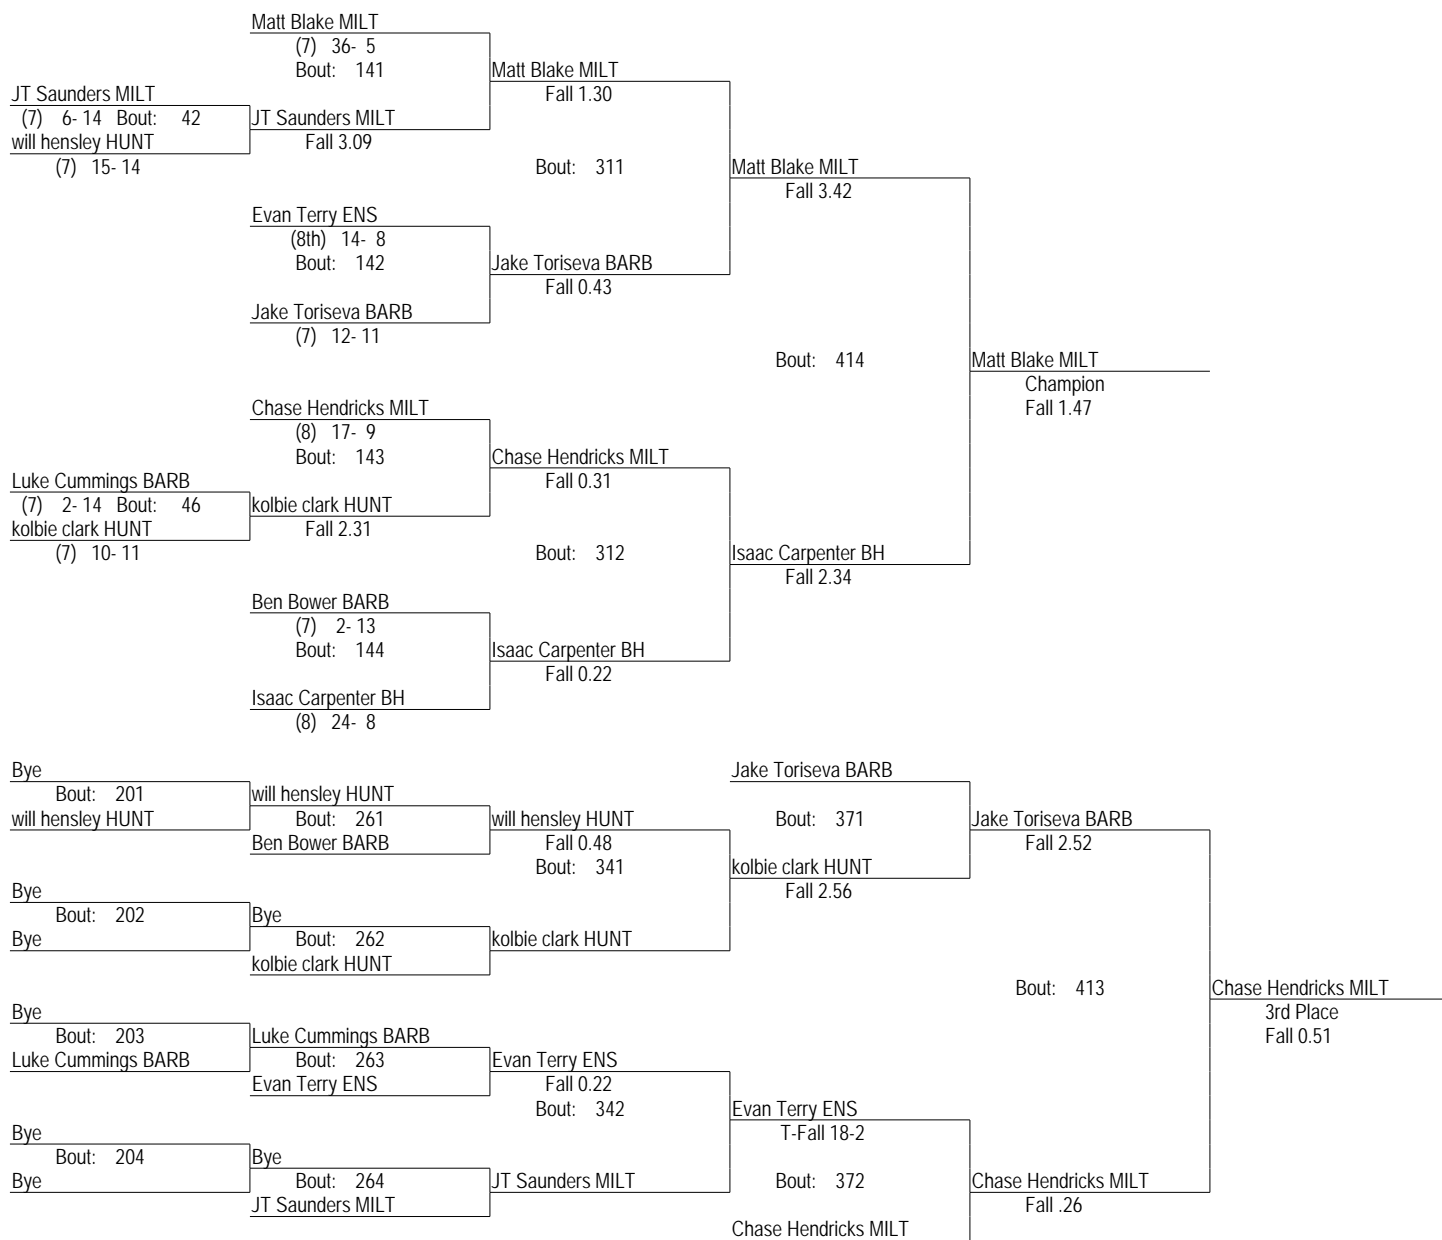 Matt Blake MILT
(7) 36- 5
Bout: 141
Matt Blake MILT
Fall 1.30
JT Saunders MILT
(7) 6- 14 Bout: 42
will hensley HUNT
(7) 15- 14
JT Saunders MILT
Fall 3.09
Bout: 311
Matt Blake MILT
Fall 3.42
Evan Terry ENS
(8th) 14- 8
Bout: 142
Jake Toriseva BARB
Fall 0.43
Jake Toriseva BARB
(7) 12- 11
Bout: 414
Matt Blake MILT
Champion
Fall 1.47
Chase Hendricks MILT
(8) 17- 9
Bout: 143
Chase Hendricks MILT
Fall 0.31
Luke Cummings BARB
(7) 2- 14 Bout: 46
kolbie clark HUNT
(7) 10- 11
kolbie clark HUNT
Fall 2.31
Bout: 312
Isaac Carpenter BH
Fall 2.34
Ben Bower BARB
(7) 2- 13
Bout: 144
Isaac Carpenter BH
Fall 0.22
Isaac Carpenter BH
(8) 24- 8
Bye
Bout: 201
will hensley HUNT
will hensley HUNT
Bout: 261
Ben Bower BARB
will hensley HUNT
Fall 0.48
Bout: 341
Jake Toriseva BARB
Bout: 371
kolbie clark HUNT
Fall 2.56
Jake Toriseva BARB
Fall 2.52
Bye
Bout: 202
Bye
Bye
Bout: 262
kolbie clark HUNT
kolbie clark HUNT
Bout: 413
Chase Hendricks MILT
3rd Place
Fall 0.51
Bye
Bout: 203
Luke Cummings BARB
Luke Cummings BARB
Bout: 263
Evan Terry ENS
Evan Terry ENS
Fall 0.22
Bout: 342
Evan Terry ENS
T-Fall 18-2
Bye
Bout: 204
Bye
Bye
Bout: 264
JT Saunders MILT
JT Saunders MILT
Bout: 372
Chase Hendricks MILT
Chase Hendricks MILT
Fall .26